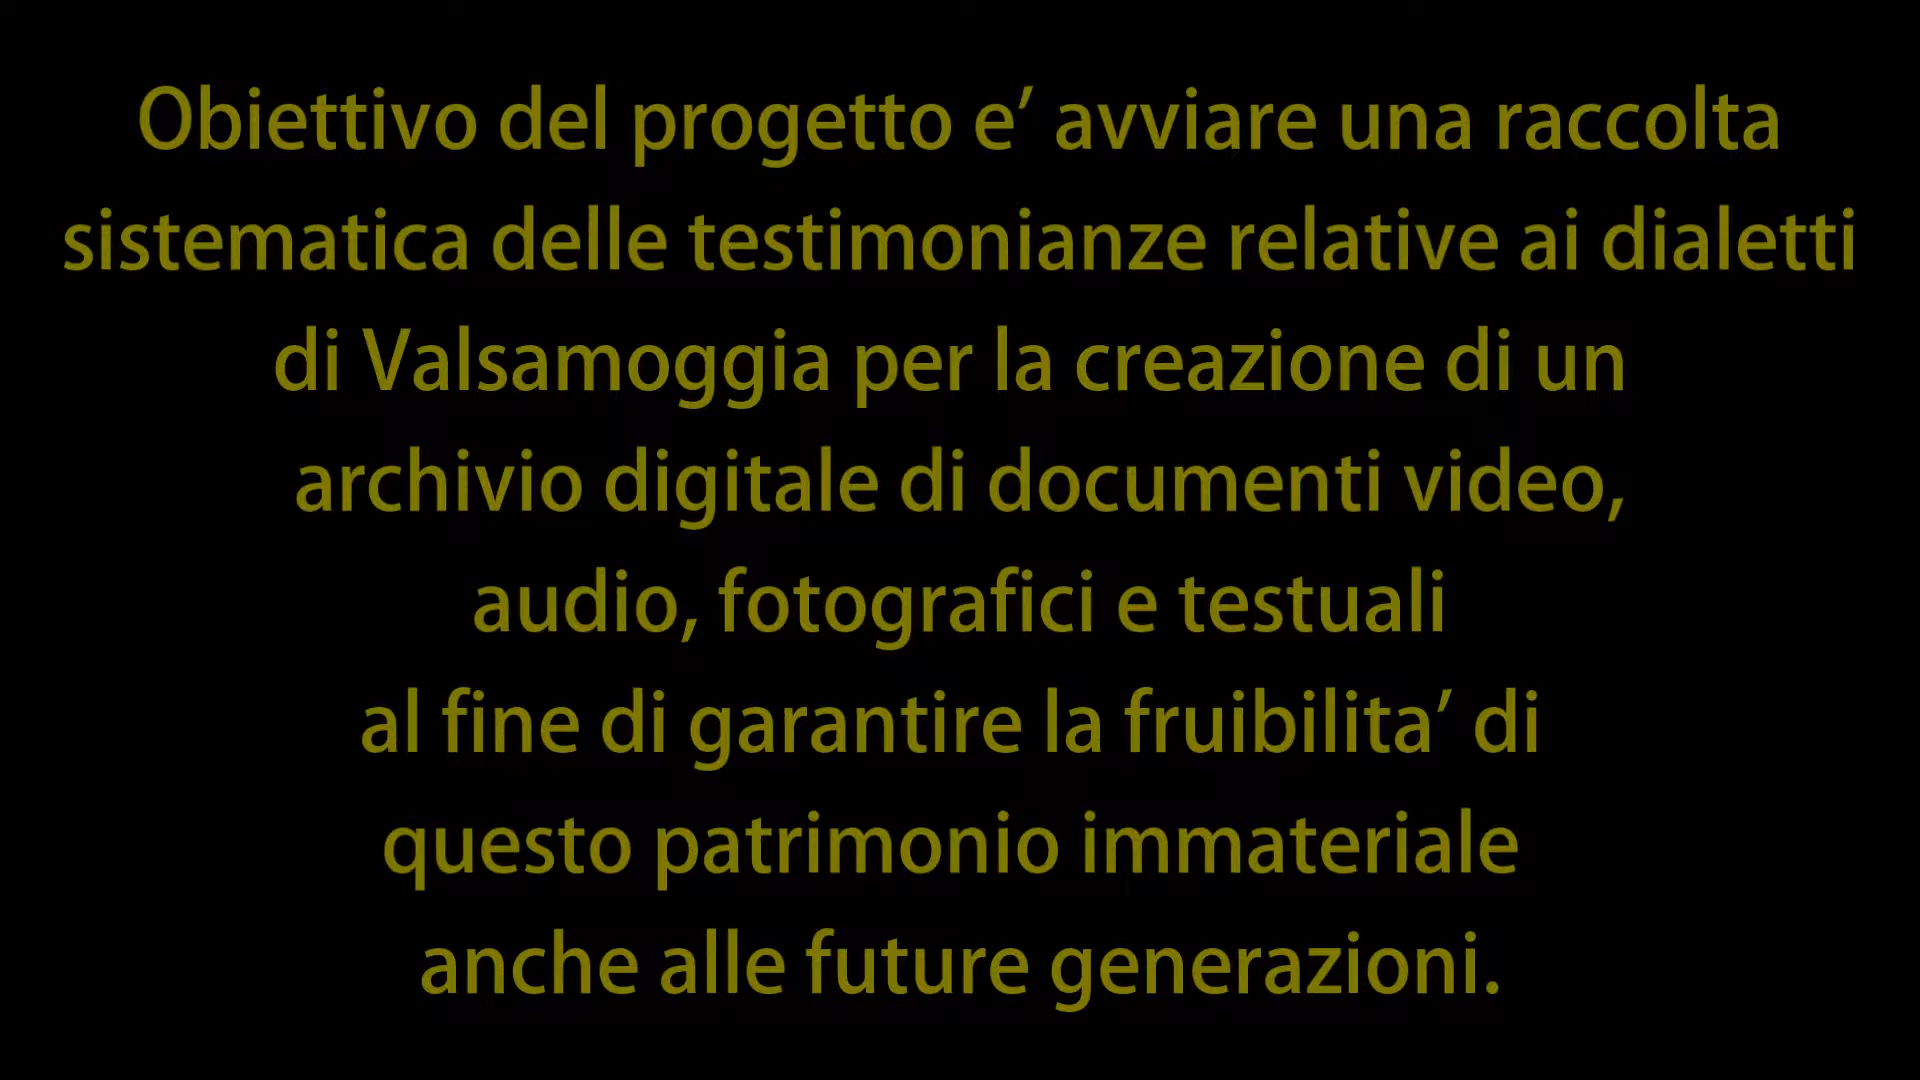 Obiettivo del progetto e’ avviare una raccolta
sistematica delle testimonianze relative ai dialetti
di Valsamoggia per la creazione di un
archivio digitale di documenti video,
audio, fotografici e testuali
al fine di garantire la fruibilita’ di
questo patrimonio immateriale
anche alle future generazioni.